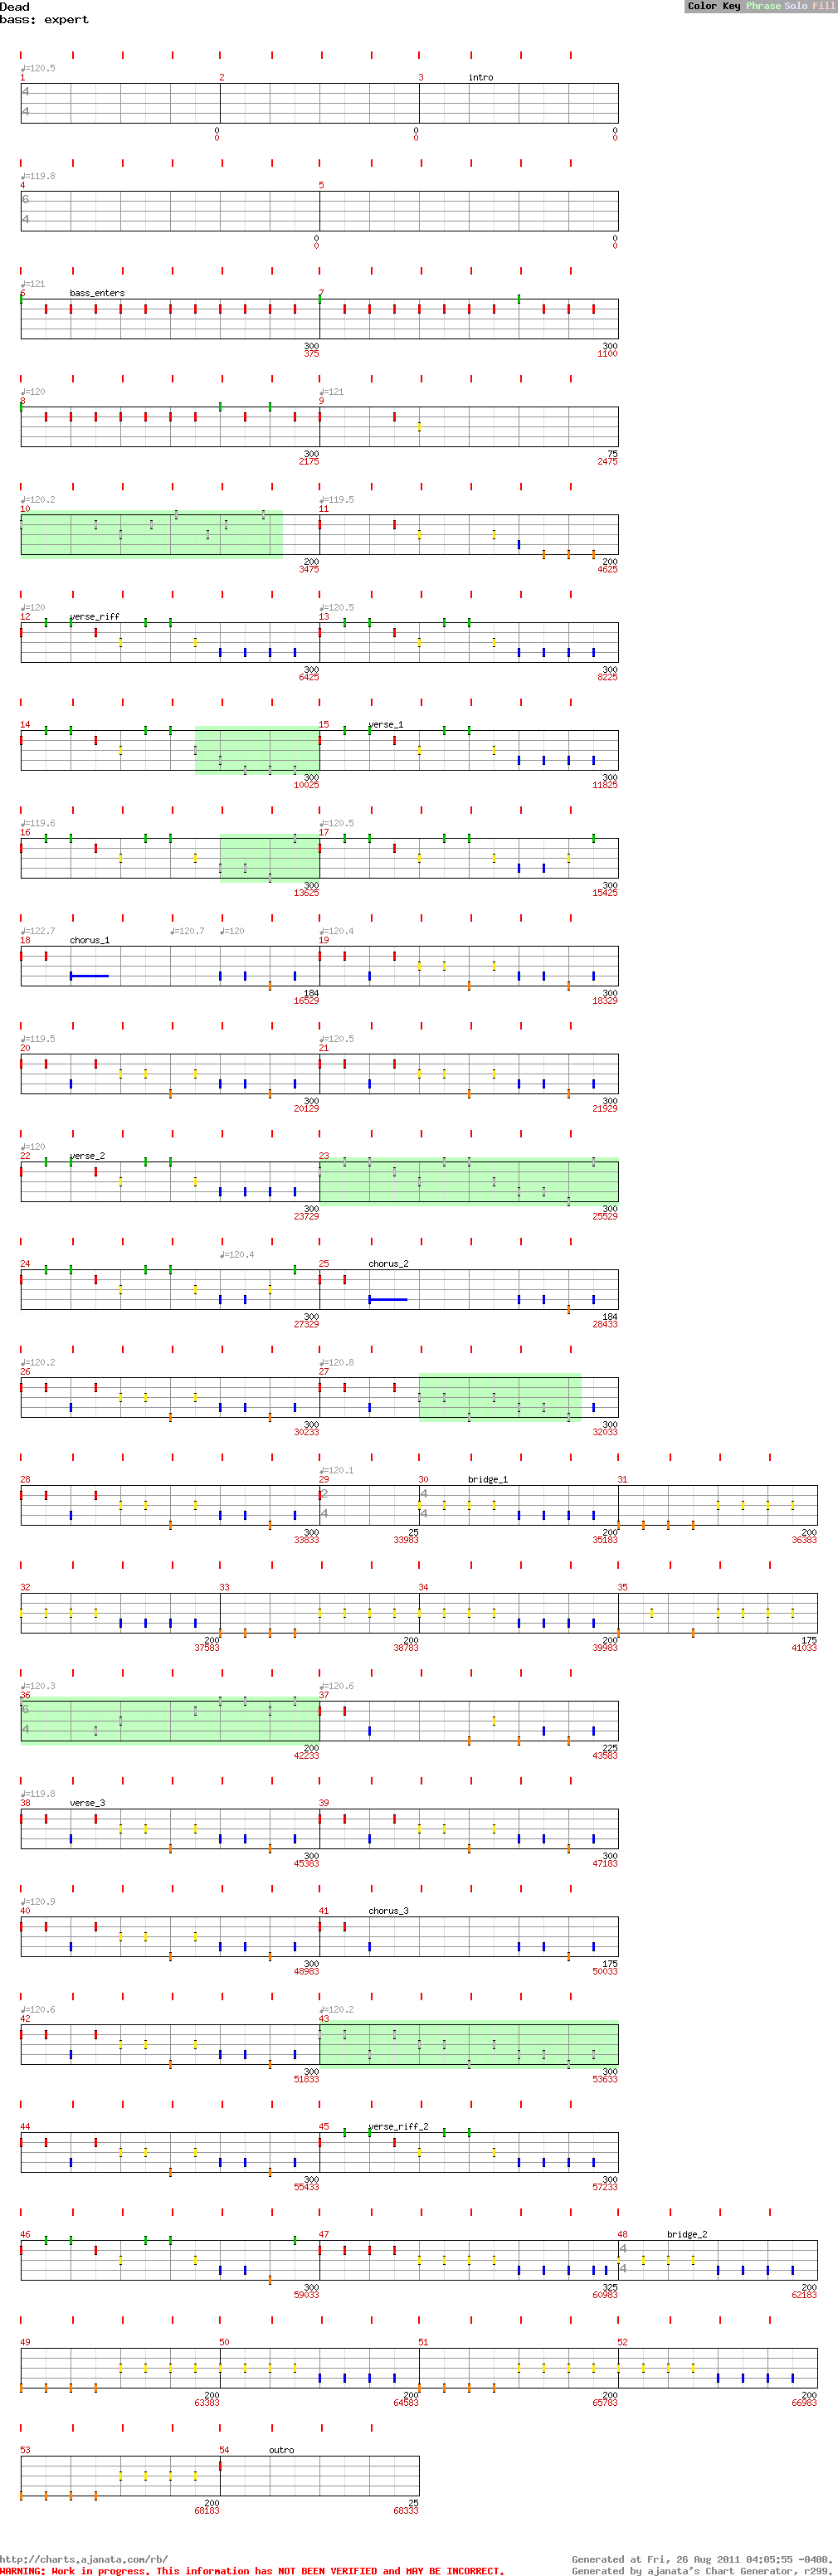 Dead
bass: expert
Color Key Phrase Solo Fill
♩=120.5
1 2 3 intro
4
4
0 0 0
0 0 0
♩=119.8
4 5
6
4
0 0
0 0
♩=121
6 bass_enters 7
300 300
375 1100
♩=120 ♩=121
8 9
300 75
2175 2475
♩=120.2 ♩=119.5
10 11
200 200
3475 4625
♩=120 ♩=120.5
12 verse_riff 13
300 300
6425 8225
14 15 verse_1
300 300
10025 11825
♩=119.6 ♩=120.5
16 17
300 300
13625 15425
♩=122.7 ♩=120.7 ♩=120 ♩=120.4
18 chorus_1 19
184 300
16529 18329
♩=119.5 ♩=120.5
20 21
300 300
20129 21929
♩=120
22 verse_2 23
300 300
23729 25529
♩=120.4
24 25 chorus_2
300 184
27329 28433
♩=120.2 ♩=120.8
26 27
300 300
30233 32033
♩=120.1
28 29 30 bridge_1 31
2 4
4 4
300 25 200 200
33833 33983 35183 36383
32 33 34 35
200 200 200 175
37583 38783 39983 41033
♩=120.3 ♩=120.6
36 37
6
4
200 225
42233 43583
♩=119.8
38 verse_3 39
300 300
45383 47183
♩=120.9
40 41 chorus_3
300 175
48983 50033
♩=120.6 ♩=120.2
42 43
300 300
51833 53633
44 45 verse_riff_2
300 300
55433 57233
46 47 48 bridge_2
4
4
300 325 200
59033 60983 62183
49 50 51 52
200 200 200 200
63383 64583 65783 66983
53 54 outro
200 25
68183 68333
http://charts.ajanata.com/rb/ Generated at Fri, 26 Aug 2011 04:05:55 -0400.
WARNING: Work in progress. This information has NOT BEEN VERIFIED and MAY BE INCORRECT. Generated by ajanata's Chart Generator, r299.